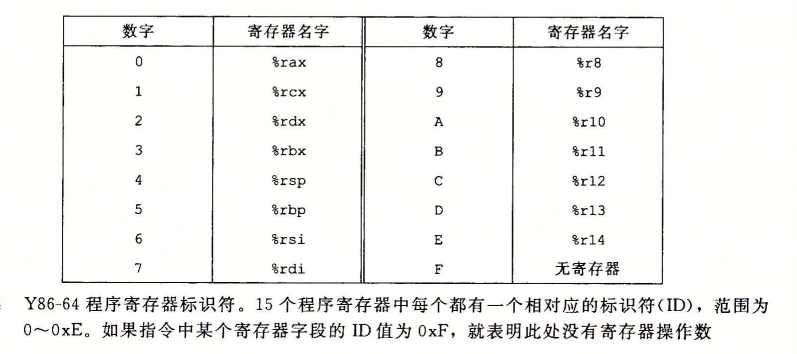 数字 寄存器名字 数字 寄存器名字
0 %rax 8 %r8
1 %rcx 9 %r9
2 %rdx A %r10
3 %rbx B %r11
4 %rsp C %r12
5 %rbp D %r13
6 %rsi E %r14
7 %rdi F 无寄存器
Y86-64 程序寄存器标识符。15 个程序寄存器中每个都有一个相对应的标识符(ID)，范围为
0～0xE。如果指令中某个寄存器字段的 ID 值为 0xF，就表明此处没有寄存器操作数